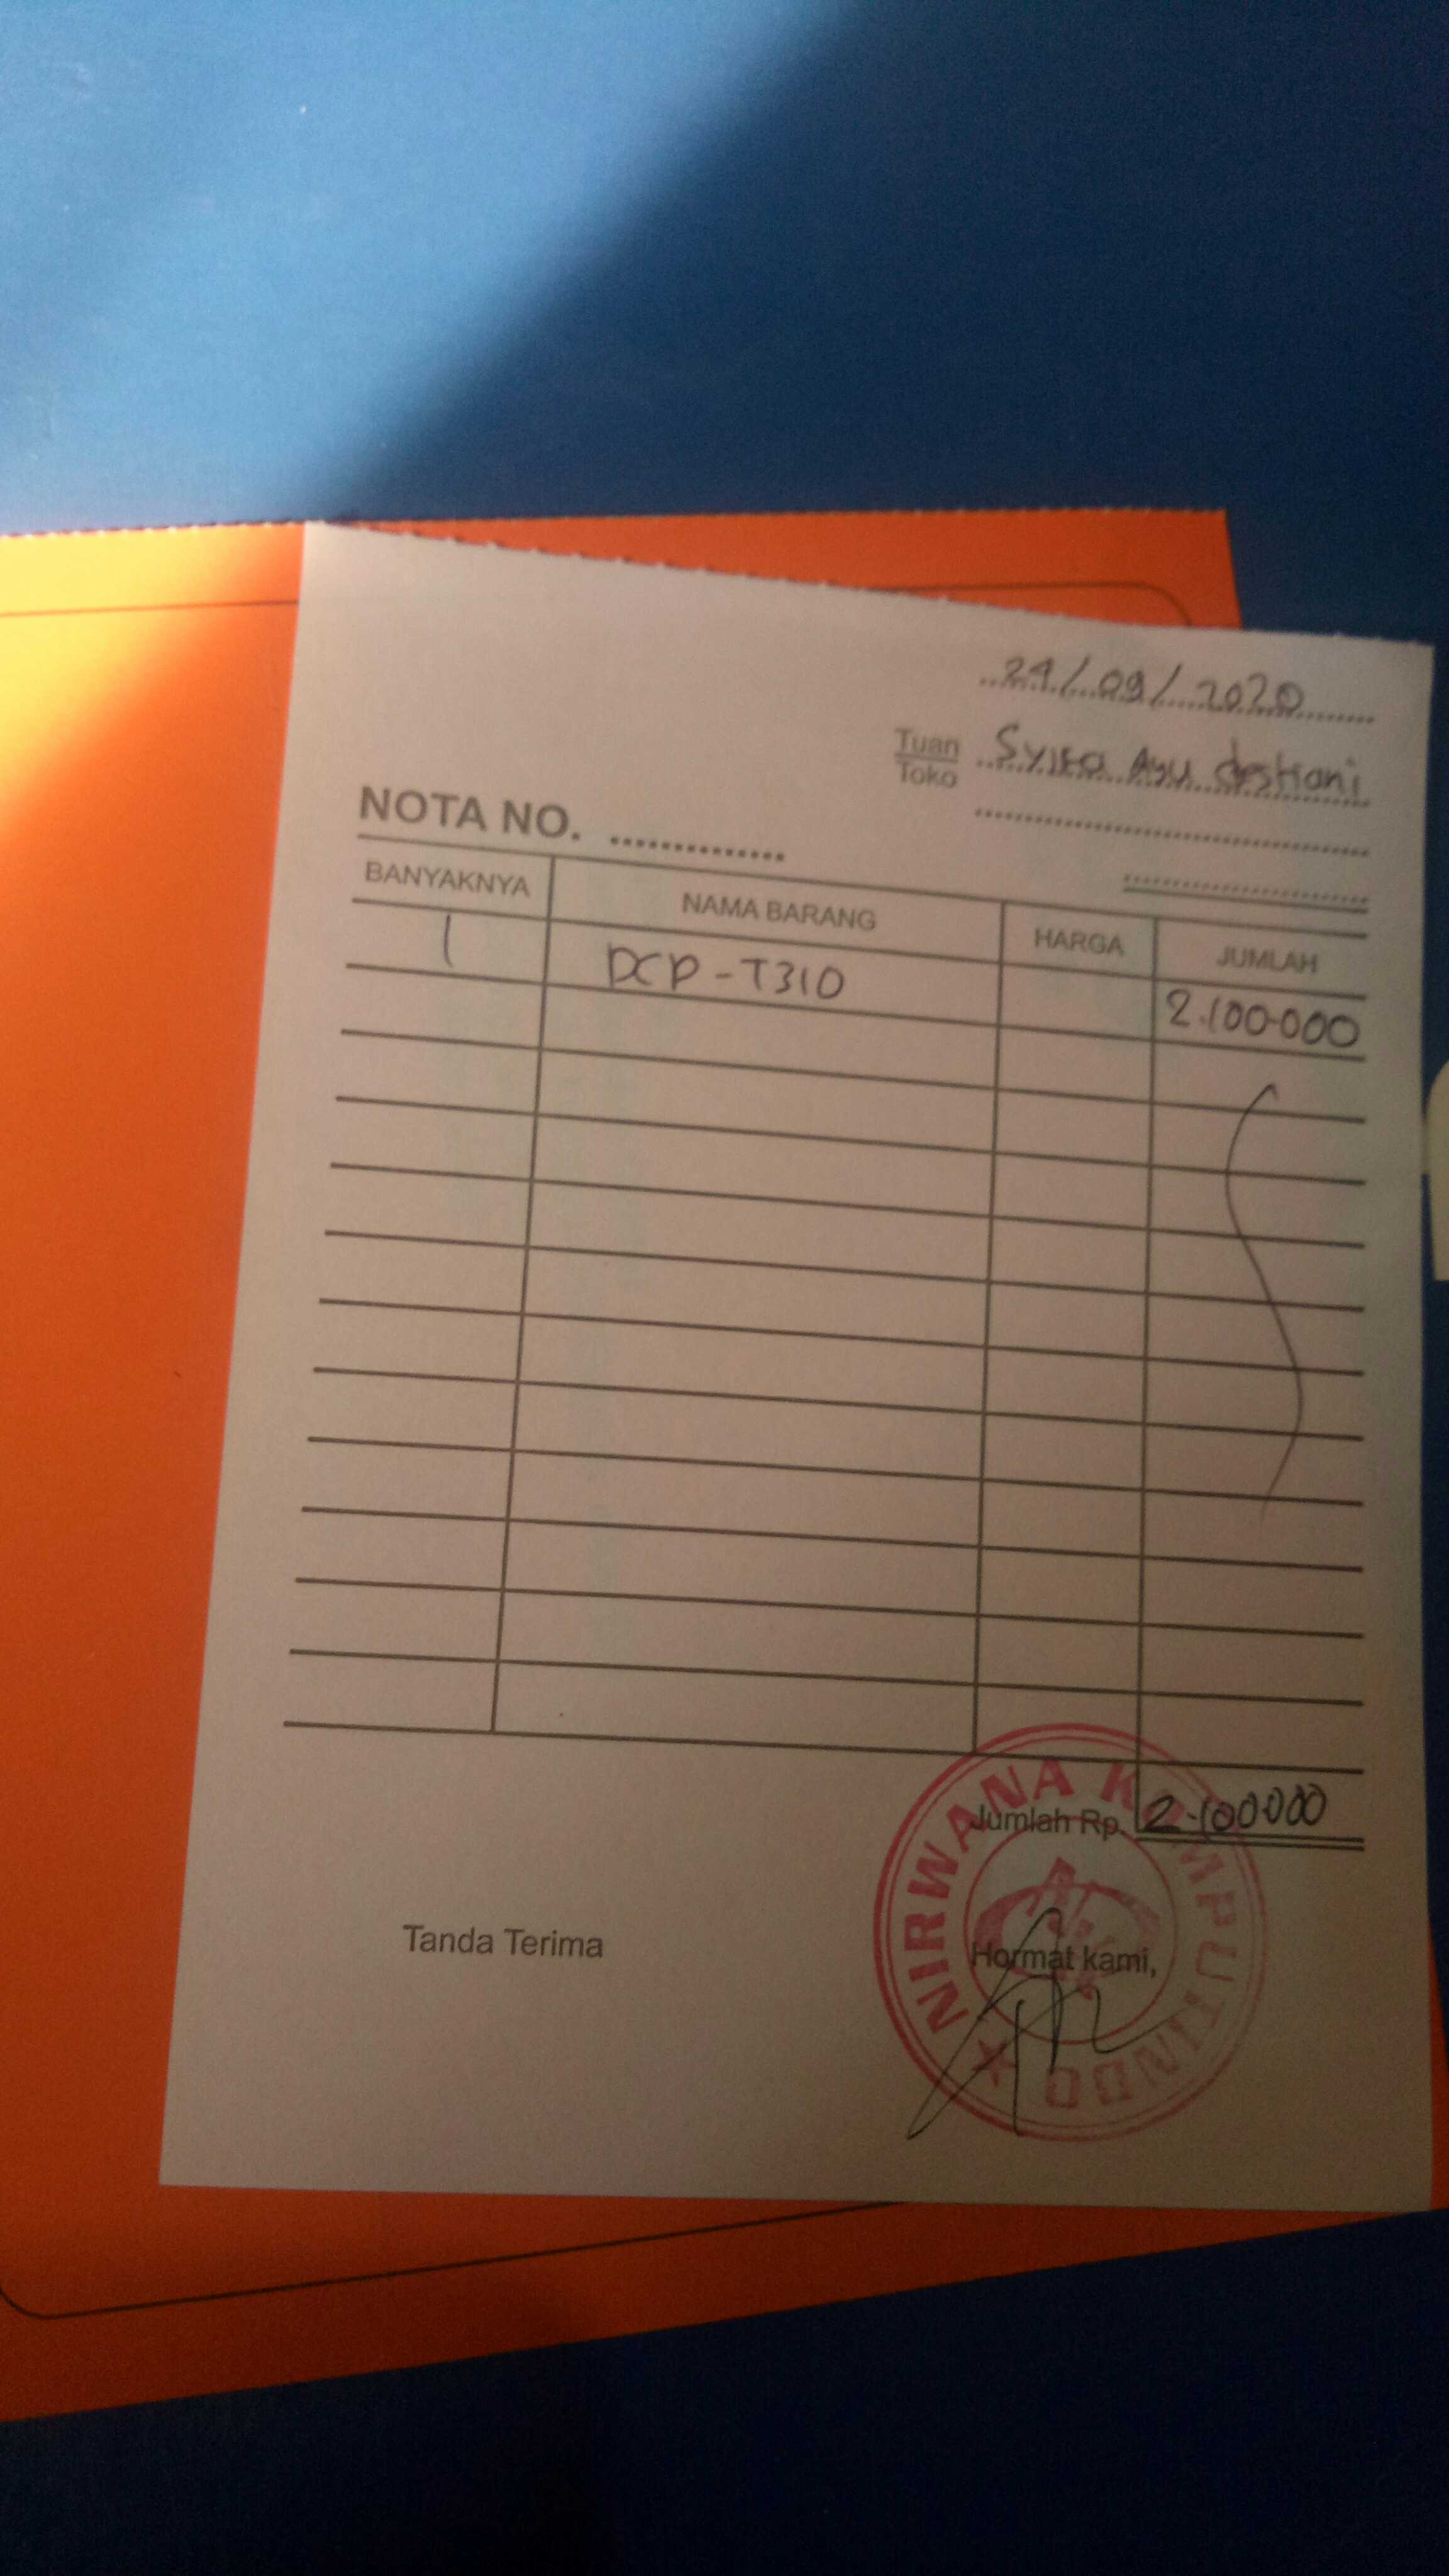 24/09/2020
Tuan
Toko
Syifa Ayu destiani
NOTA NO. ..............
BANYAKNYA NAMA BARANG HARGA JUMLAH
1 DCP-T310 2.100.000
Jumlah Rp. 2.100.000
Tanda Terima
Hormat kami,
NIRWANA KOMPUTINDO